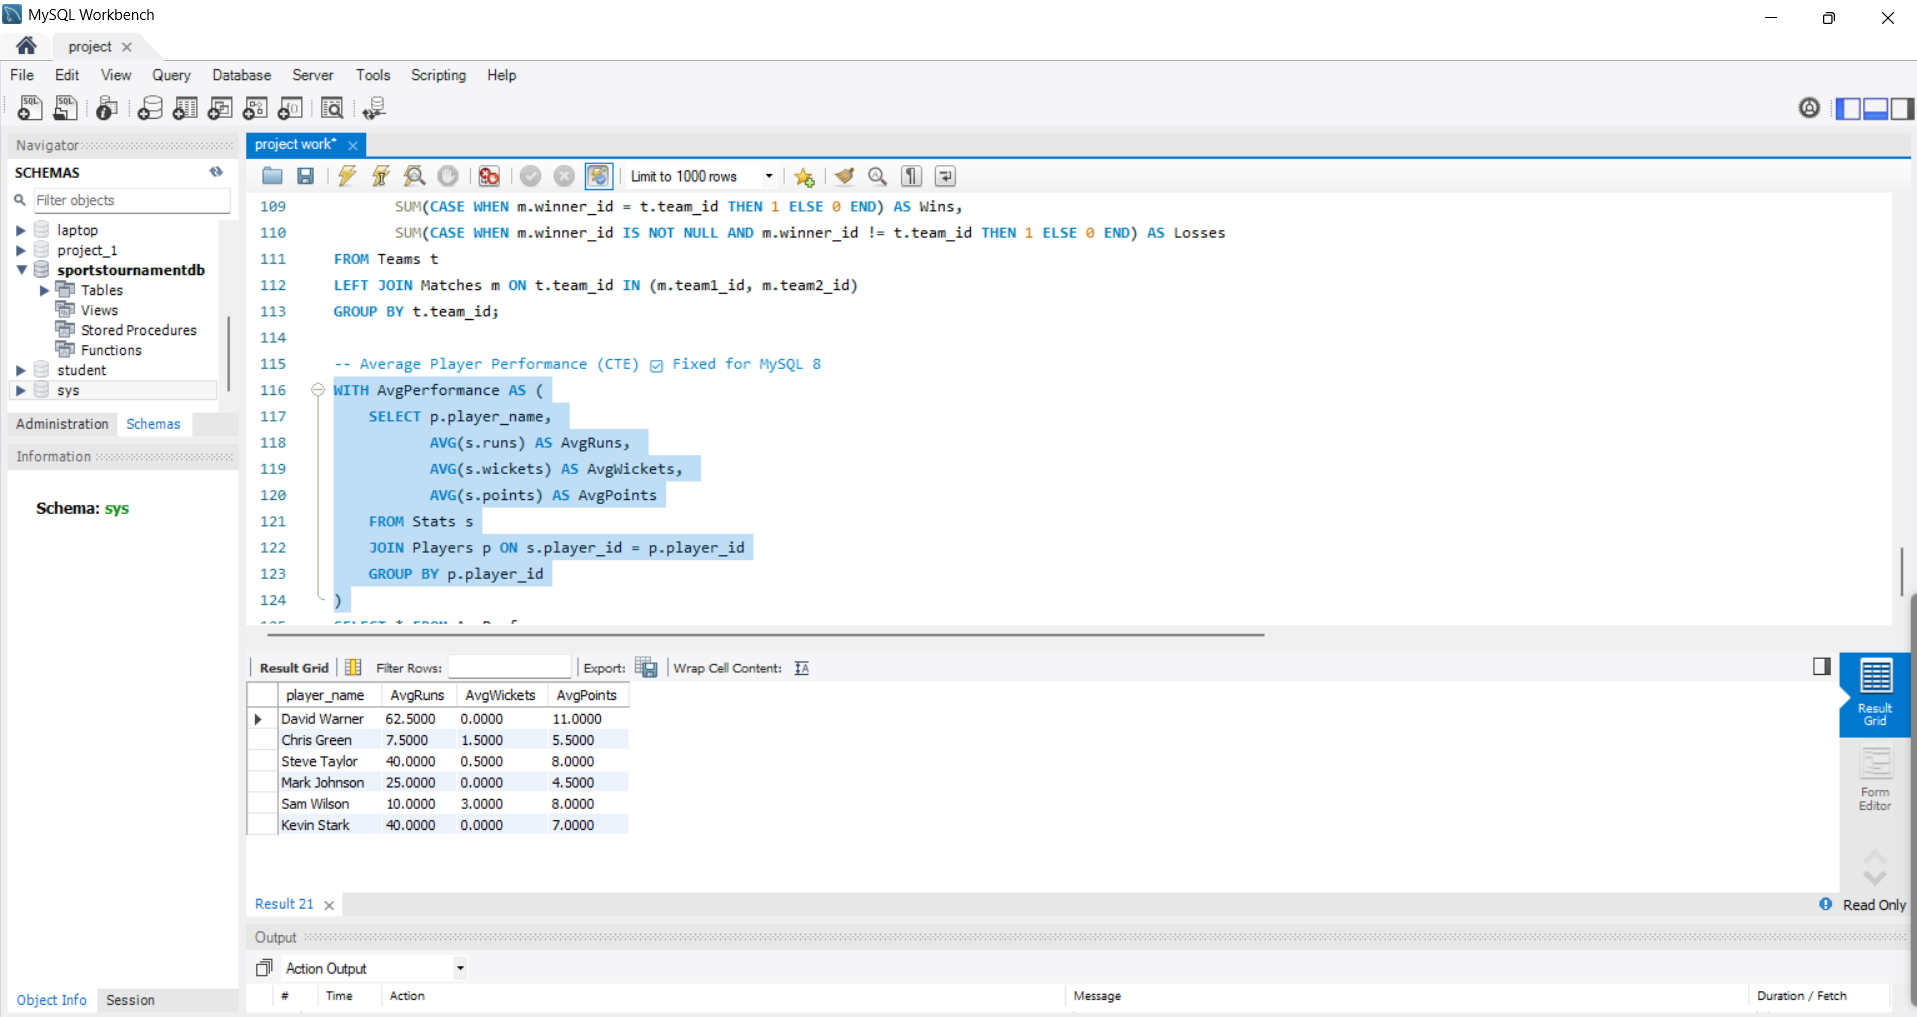 MySQL Workbench
project
File Edit View Query Database Server Tools Scripting Help
Navigator
project work*
SCHEMAS
Limit to 1000 rows
Filter objects
laptop
project_1
sportstournamentdb
Tables
Views
Stored Procedures
Functions
student
sys
Administration Schemas
Information
Schema: sys
109 SUM(CASE WHEN m.winner_id = t.team_id THEN 1 ELSE 0 END) AS Wins,
110 SUM(CASE WHEN m.winner_id IS NOT NULL AND m.winner_id != t.team_id THEN 1 ELSE 0 END) AS Losses
111 FROM Teams t
112 LEFT JOIN Matches m ON t.team_id IN (m.team1_id, m.team2_id)
113 GROUP BY t.team_id;
114
115 -- Average Player Performance (CTE) ☑ Fixed for MySQL 8
116 WITH AvgPerformance AS (
117 SELECT p.player_name,
118 AVG(s.runs) AS AvgRuns,
119 AVG(s.wickets) AS AvgWickets,
120 AVG(s.points) AS AvgPoints
121 FROM Stats s
122 JOIN Players p ON s.player_id = p.player_id
123 GROUP BY p.player_id
124 )
Result Grid Filter Rows: Export: Wrap Cell Content:
player_name AvgRuns AvgWickets AvgPoints
David Warner 62.5000 0.0000 11.0000
Chris Green 7.5000 1.5000 5.5000
Steve Taylor 40.0000 0.5000 8.0000
Mark Johnson 25.0000 0.0000 4.5000
Sam Wilson 10.0000 3.0000 8.0000
Kevin Stark 40.0000 0.0000 7.0000
Result
Grid
Form
Editor
Result 21
Read Only
Output
Action Output
# Time Action Message Duration / Fetch
Object Info Session